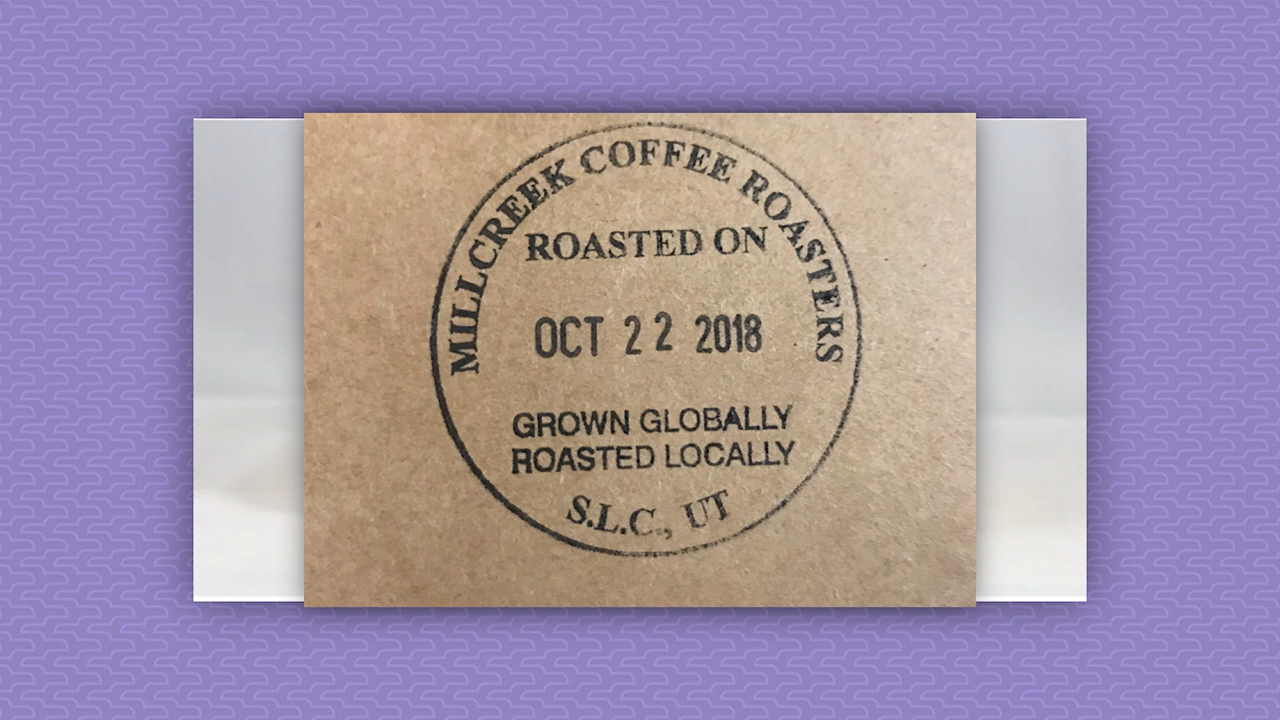 MILLCREEK COFFEE ROASTERS
ROASTED ON
OCT 22 2018
GROWN GLOBALLY
ROASTED LOCALLY
S.L.C., UT